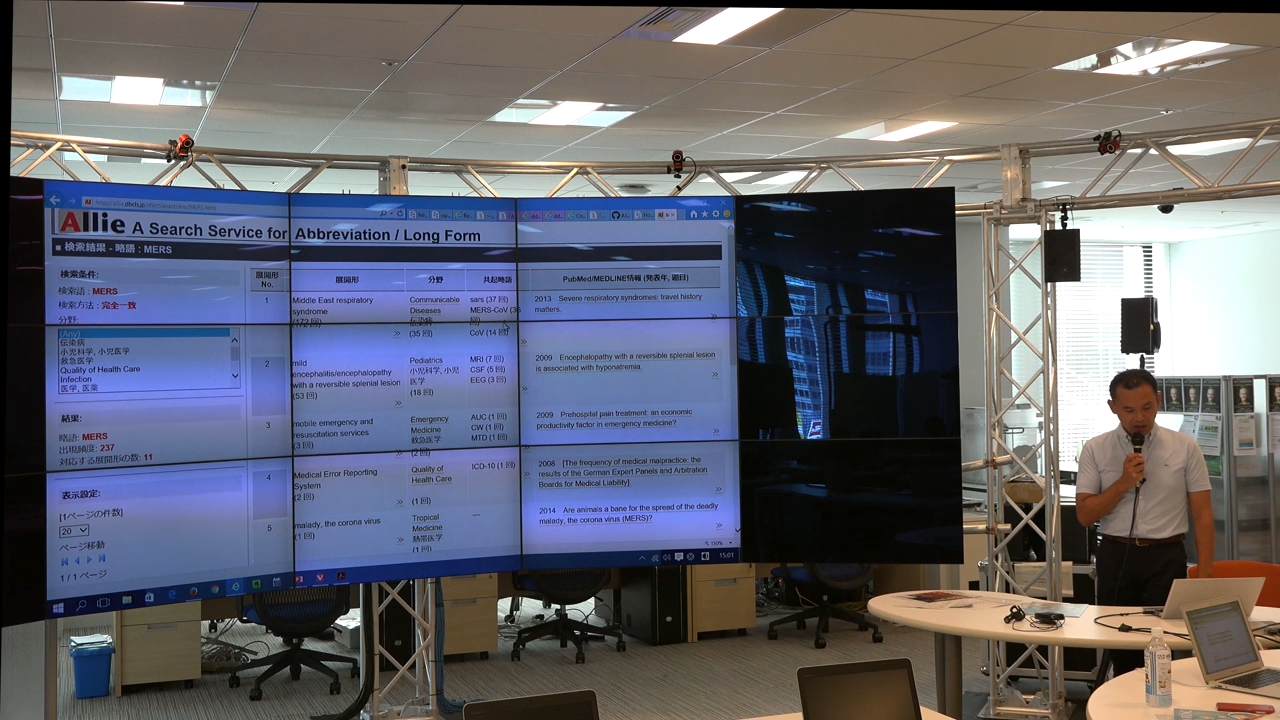 Allie A Search Service for Abbreviation / Long Form
■ 検索結果 - 略語 : MERS
検索条件:
検索語 : MERS
検索方法 : 完全一致
分野:
(Any)
伝染病
小児科学, 小児医学
救急医学
Quality of Health Care
Infection
医学, 医薬
結果:
略語: MERS
出現頻度: 237
対応する展開形の数: 11
表示設定:
[1ページの件数]
20
ページ移動
1 / 1 ページ
展開形
No.
展開形
共起略語
PubMed/MEDLINE情報 (発表年, 題目)
1
Middle East respiratory
syndrome
(172 回)
Communicable
Diseases
伝染病
(35 回)
sari (37 回)
MERS-CoV (36
CoV (14 回)
2013 Severe respiratory syndromes: travel history
matters.
2
mid
encephalitis/
with a reversible splenial
(53 回)
Pediatrics
(18 回)
MRI (7 回)
EEG (3 回)
encephalopathy with a reversible splenial lesion
is associated with hyponatremia.
3
mobile emergency and
resuscitation services
(3 回)
Emergency
Medicine
救急医学
(2 回)
AUC (1 回)
CW (1 回)
MTD (1 回)
2009 Prehospital pain treatment: an economic
productivity factor in emergency medicine?
4
Medical Error Reporting
System
(2 回)
Quality of
Health Care
(1 回)
ICD-10 (1 回)
2008 [The frequency of medical malpractice: the
results of the German Expert Panels and Arbitration
Boards for Medical Liability].
5
malady, the corona virus
(1 回)
Tropical
Medicine
熱帯医学
(1 回)
—
2014 Are animals a bane for the spread of the deadly
malady, the corona virus (MERS)?
150%
15:01